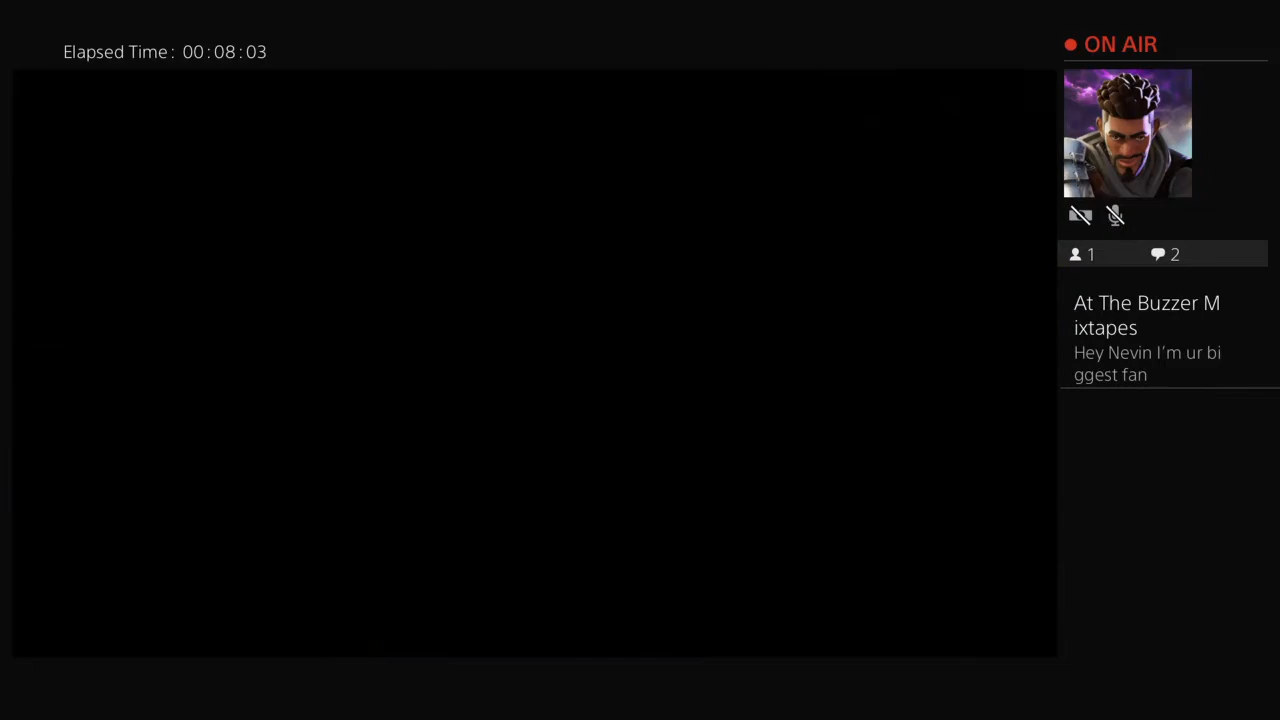 Elapsed Time: 00:08:03
ON AIR
1 2
At The Buzzer M
ixtapes
Hey Nevin I'm ur bi
ggest fan